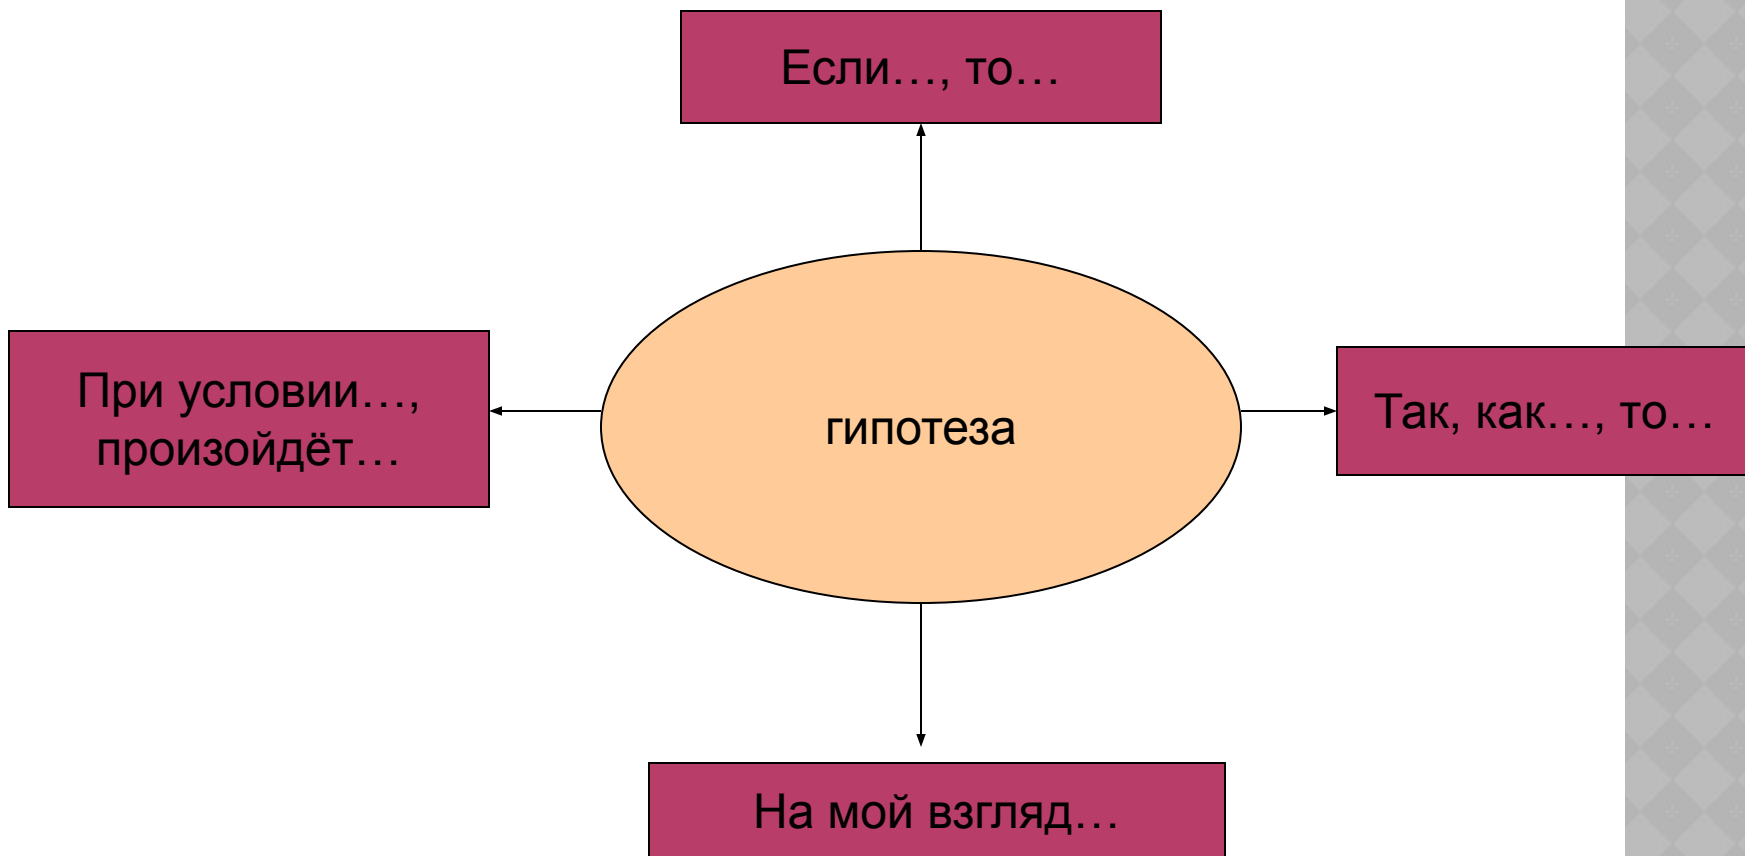 Если…, то…
При условии…,
произойдёт…
гипотеза
Так, как…, то…
На мой взгляд…